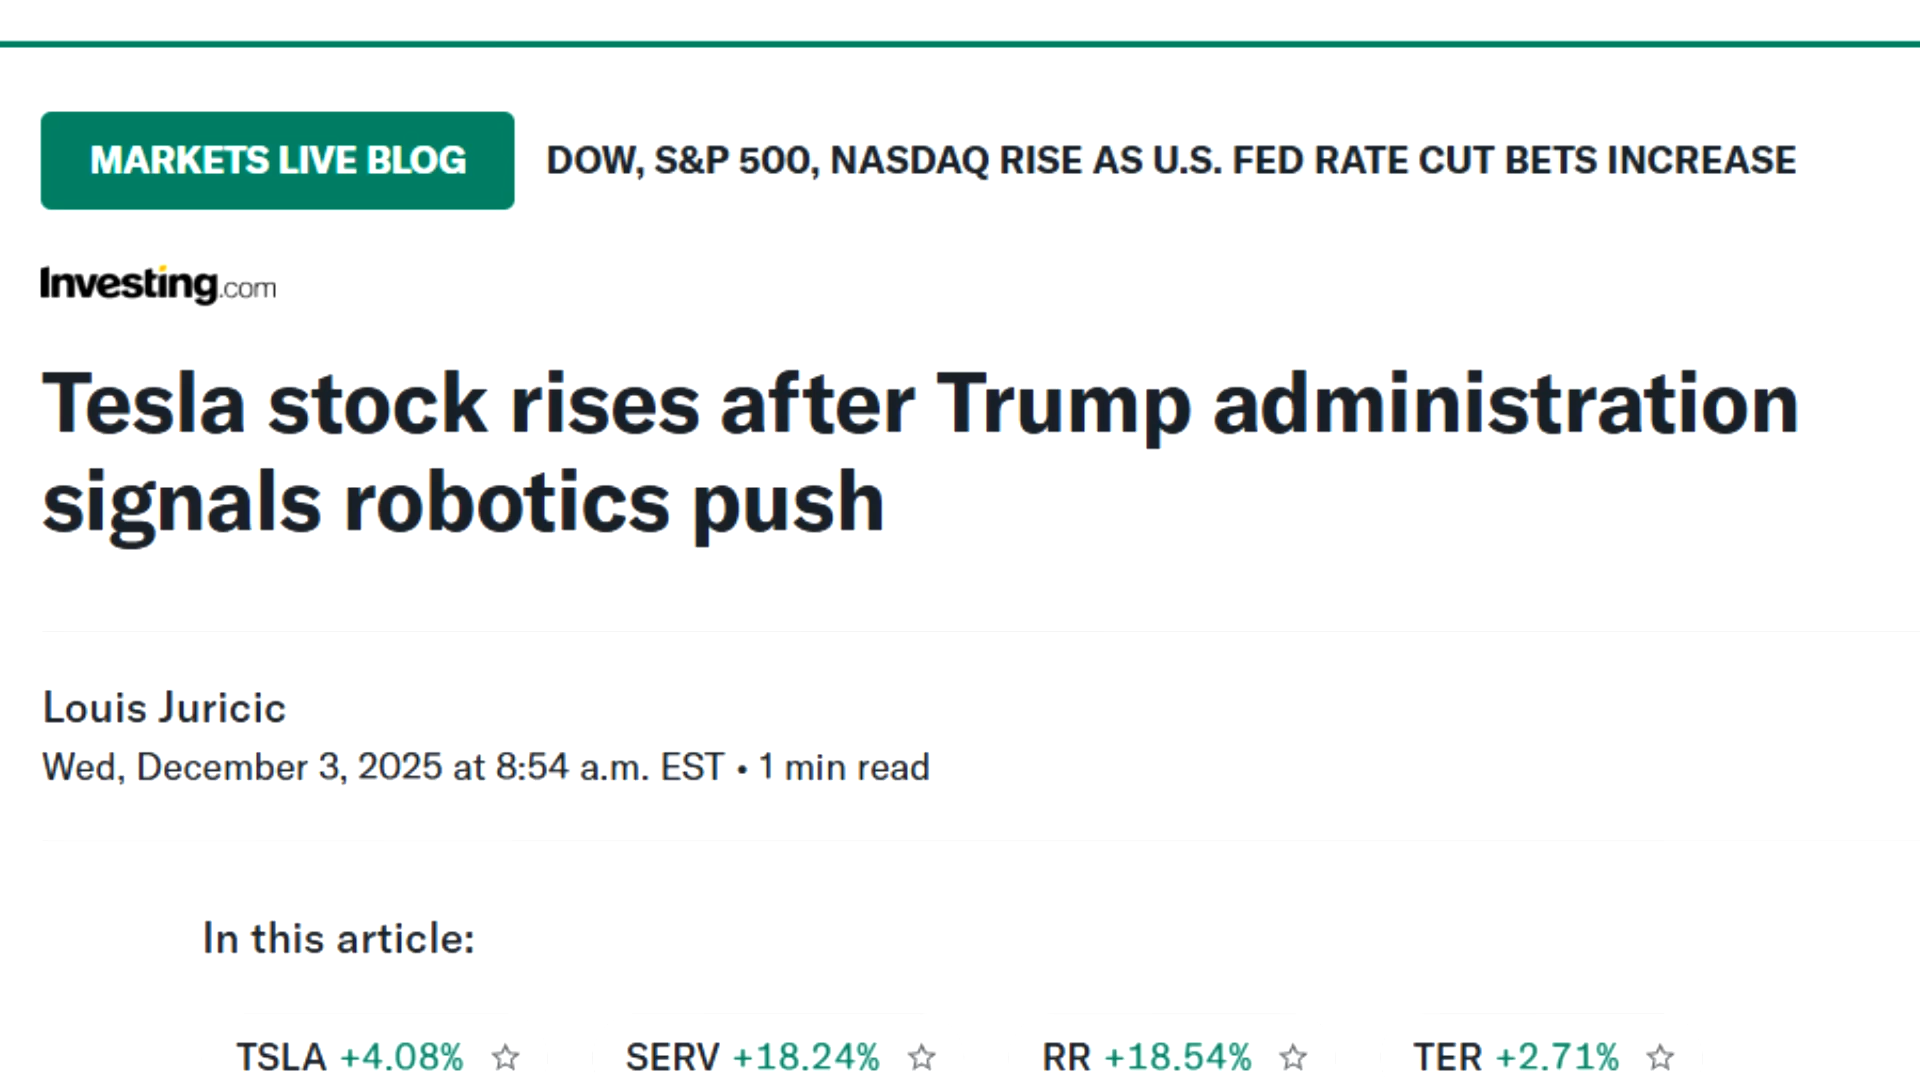 MARKETS LIVE BLOG DOW, S&P 500, NASDAQ RISE AS U.S. FED RATE CUT BETS INCREASE
Investing.com
Tesla stock rises after Trump administration
signals robotics push
Louis Juricic
Wed, December 3, 2025 at 8:54 a.m. EST • 1 min read
In this article:
TSLA +4.08% ☆ SERV +18.24% ☆ RR +18.54% ☆ TER +2.71% ☆